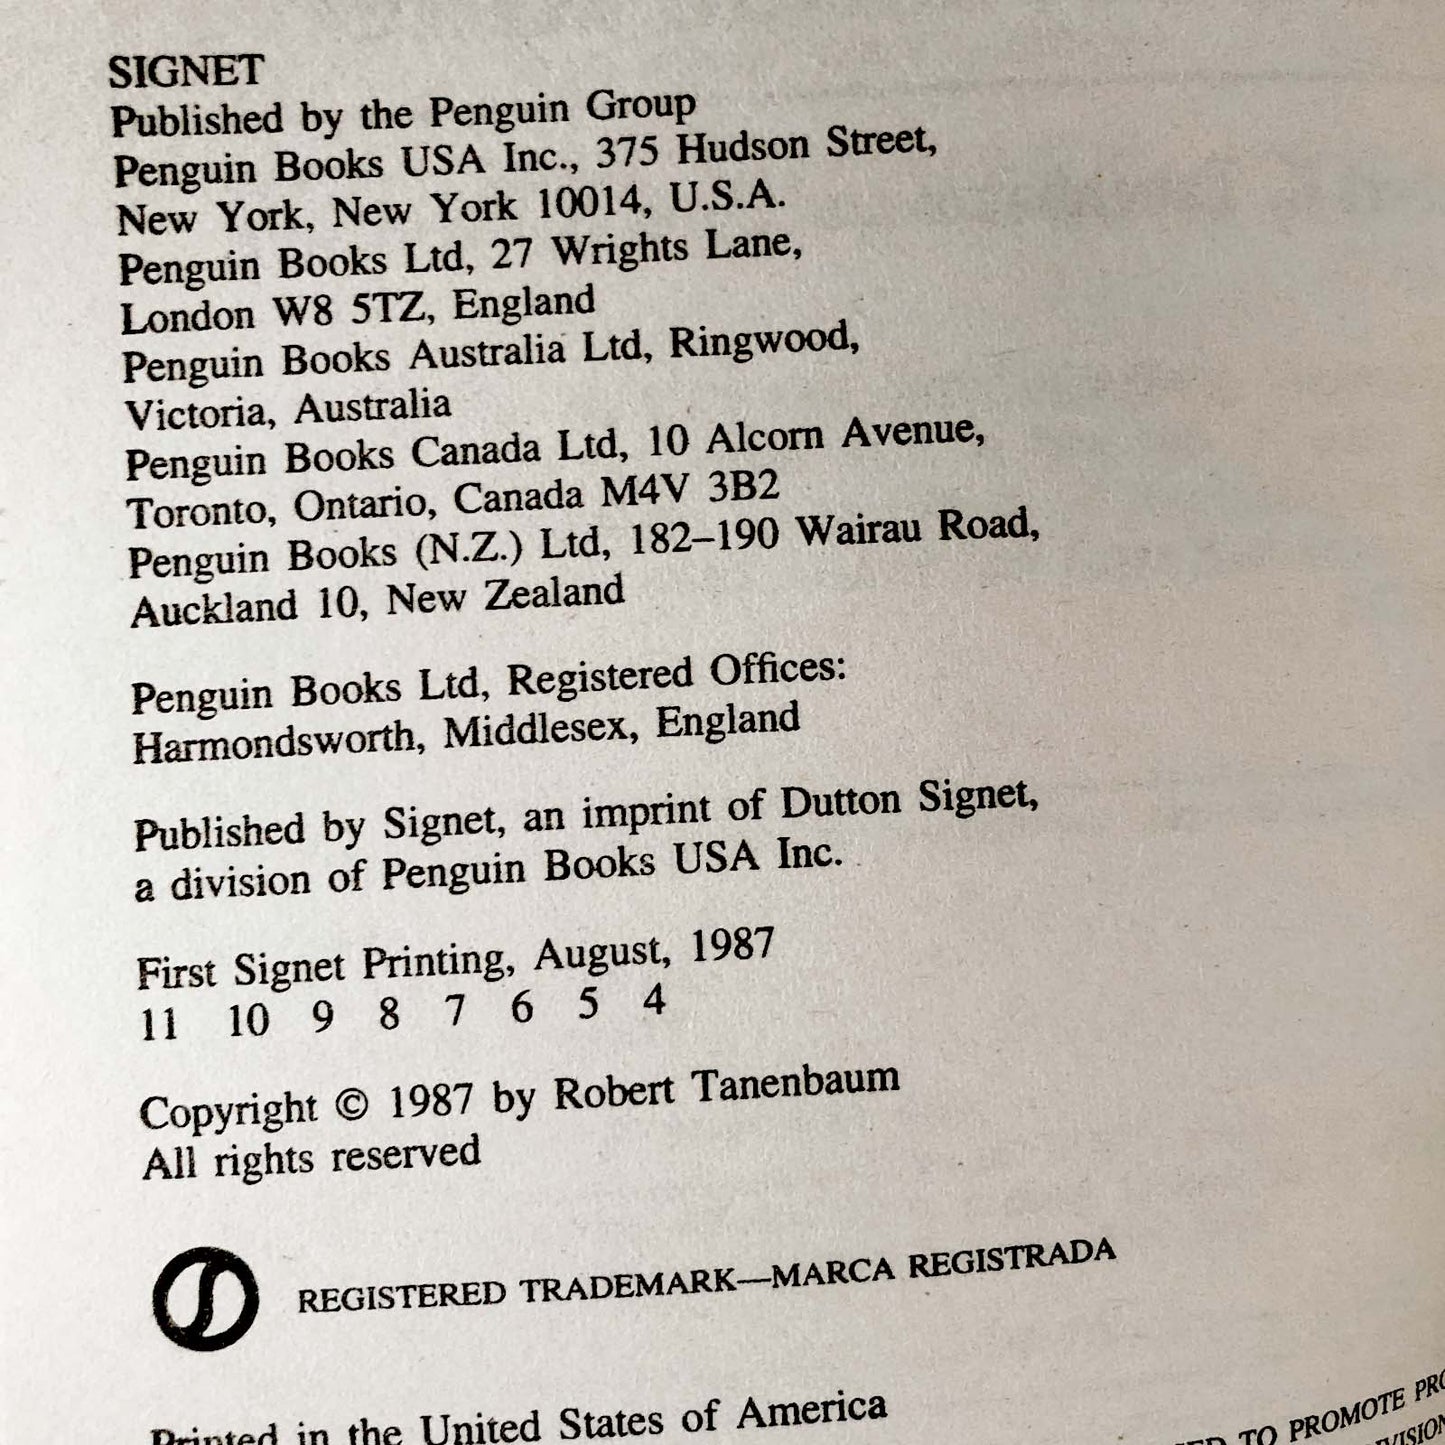 SIGNET
Published by the Penguin Group
Penguin Books USA Inc., 375 Hudson Street,
New York, New York 10014, U.S.A.
Penguin Books Ltd, 27 Wrights Lane,
London W8 5TZ, England
Penguin Books Australia Ltd, Ringwood,
Victoria, Australia
Penguin Books Canada Ltd, 10 Alcorn Avenue,
Toronto, Ontario, Canada M4V 3B2
Penguin Books (N.Z.) Ltd, 182–190 Wairau Road,
Auckland 10, New Zealand
Penguin Books Ltd, Registered Offices:
Harmondsworth, Middlesex, England
Published by Signet, an imprint of Dutton Signet,
a division of Penguin Books USA Inc.
First Signet Printing, August, 1987
11 10 9 8 7 6 5 4
Copyright © 1987 by Robert Tanenbaum
All rights reserved
REGISTERED TRADEMARK—MARCA REGISTRADA
Printed in the United States of America
TO PROMOTE